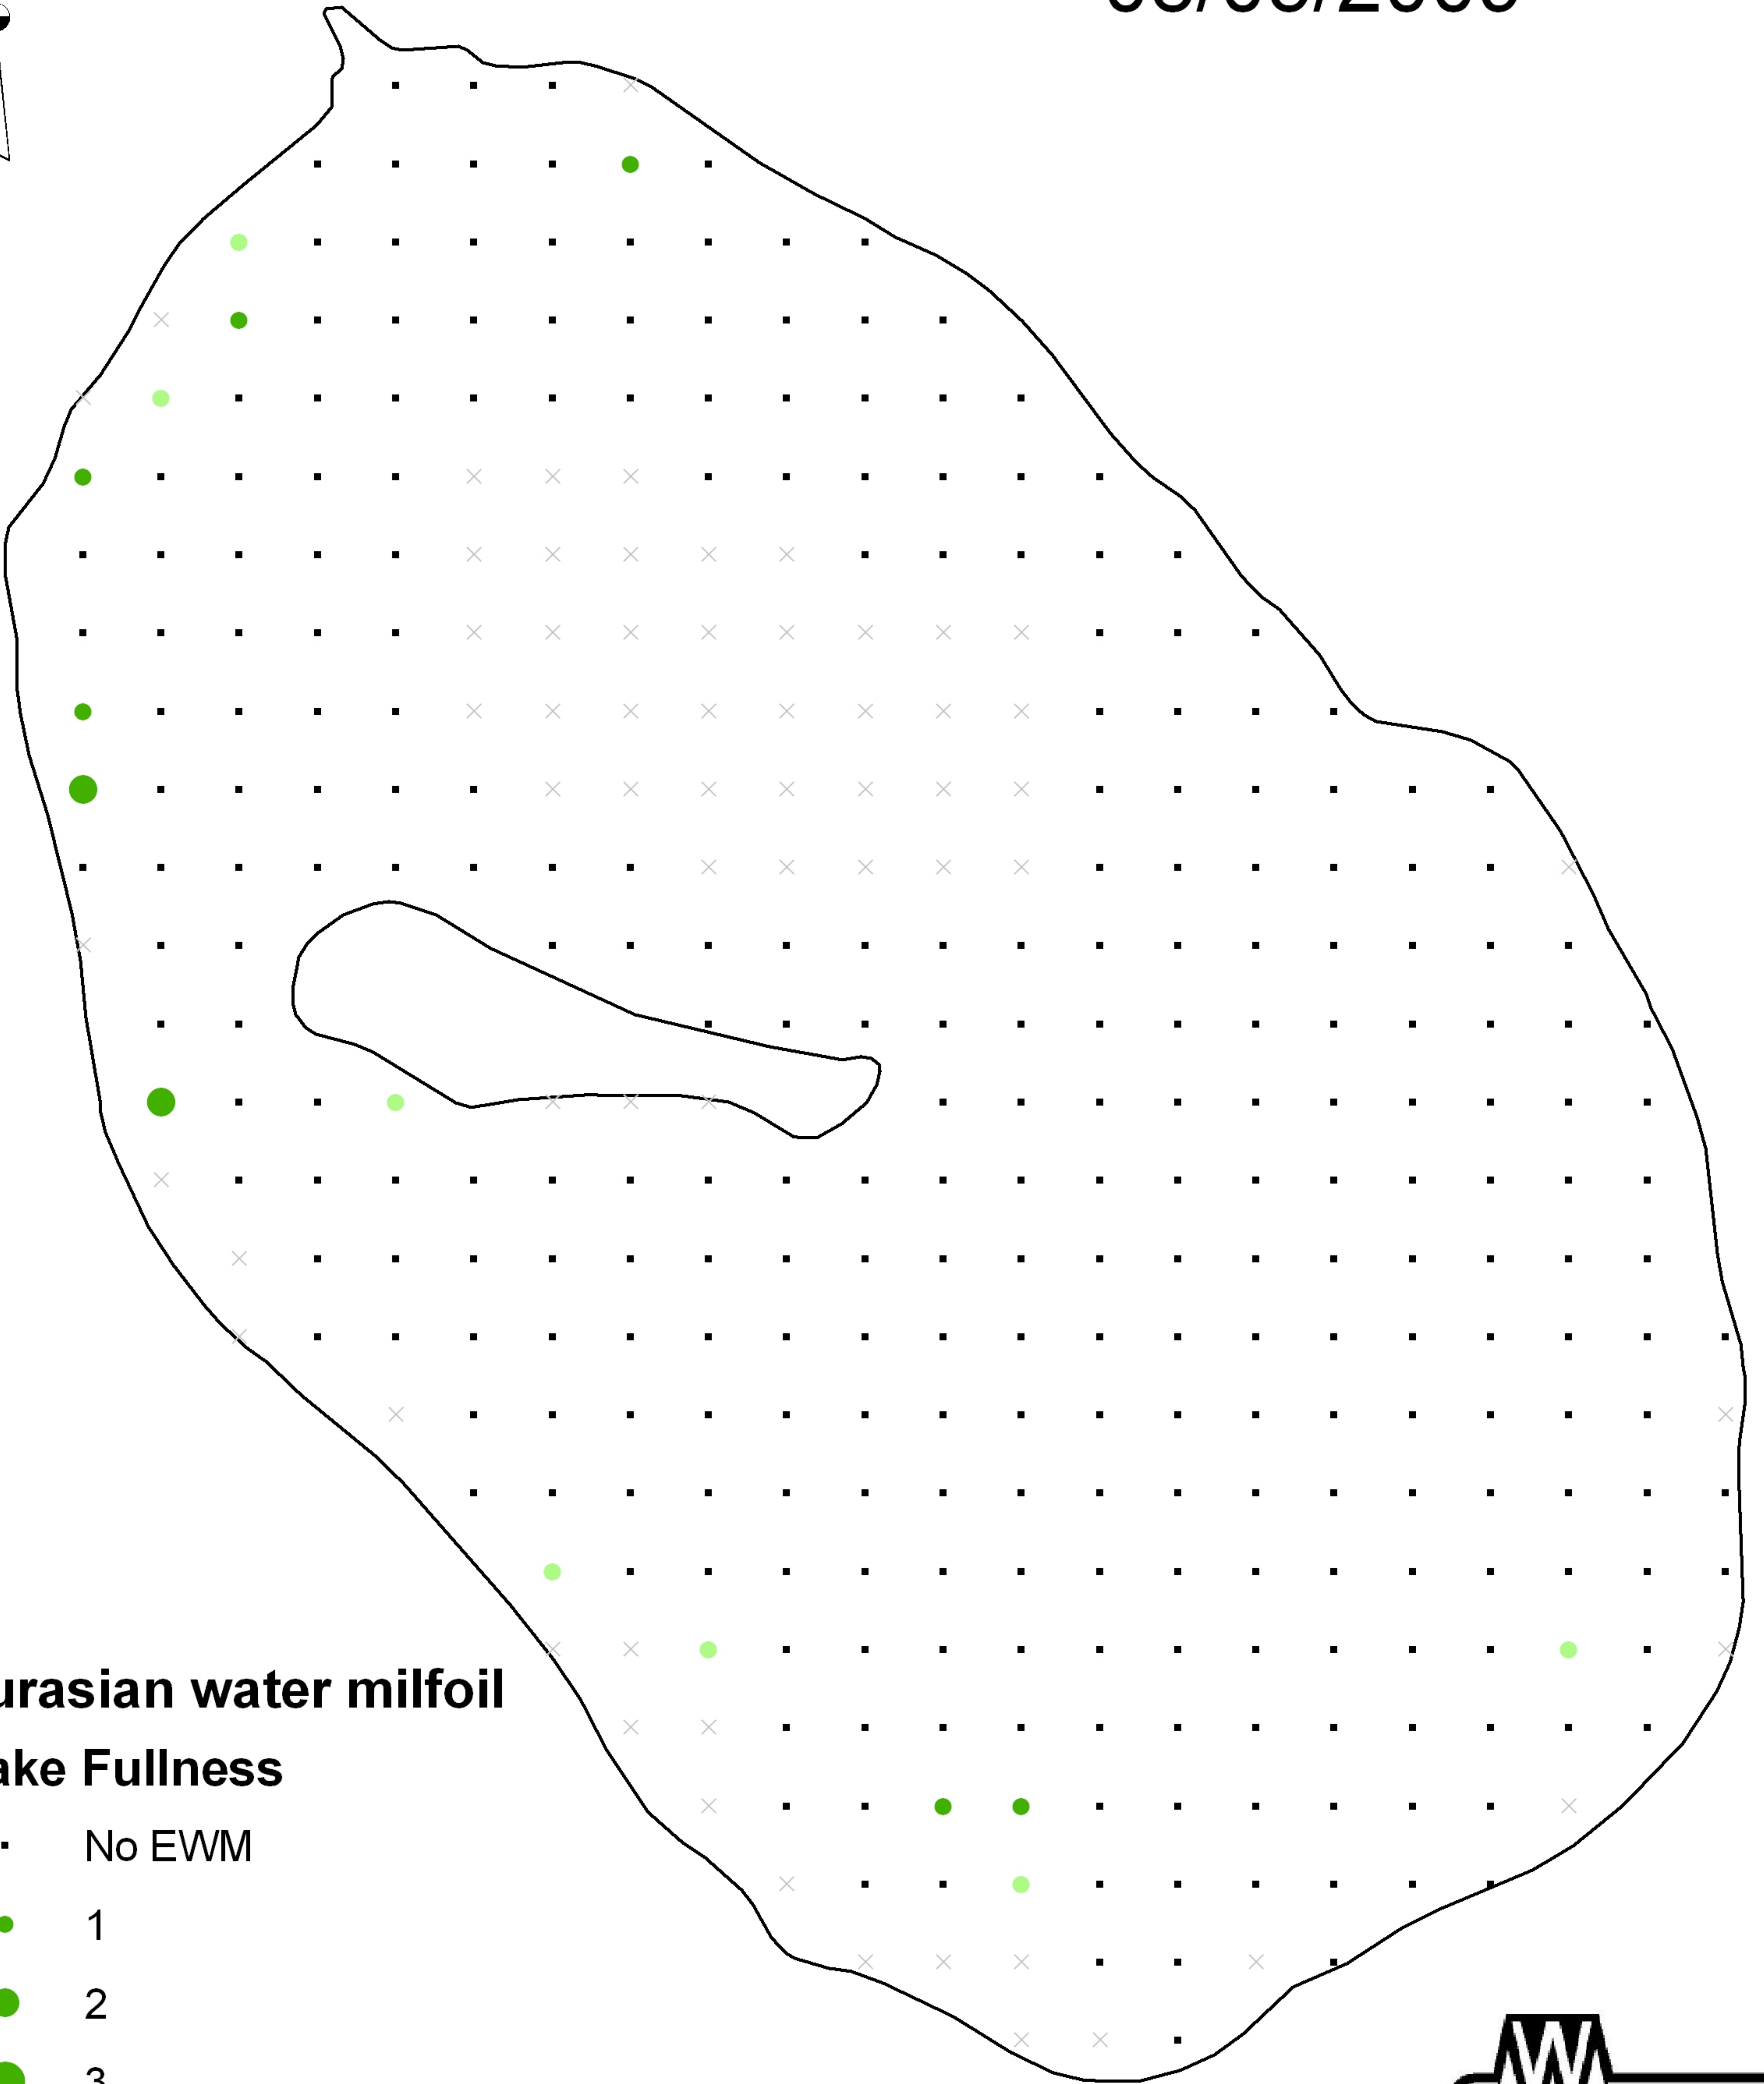 urasian water milfoil
ake Fullness
No EWM
1
2